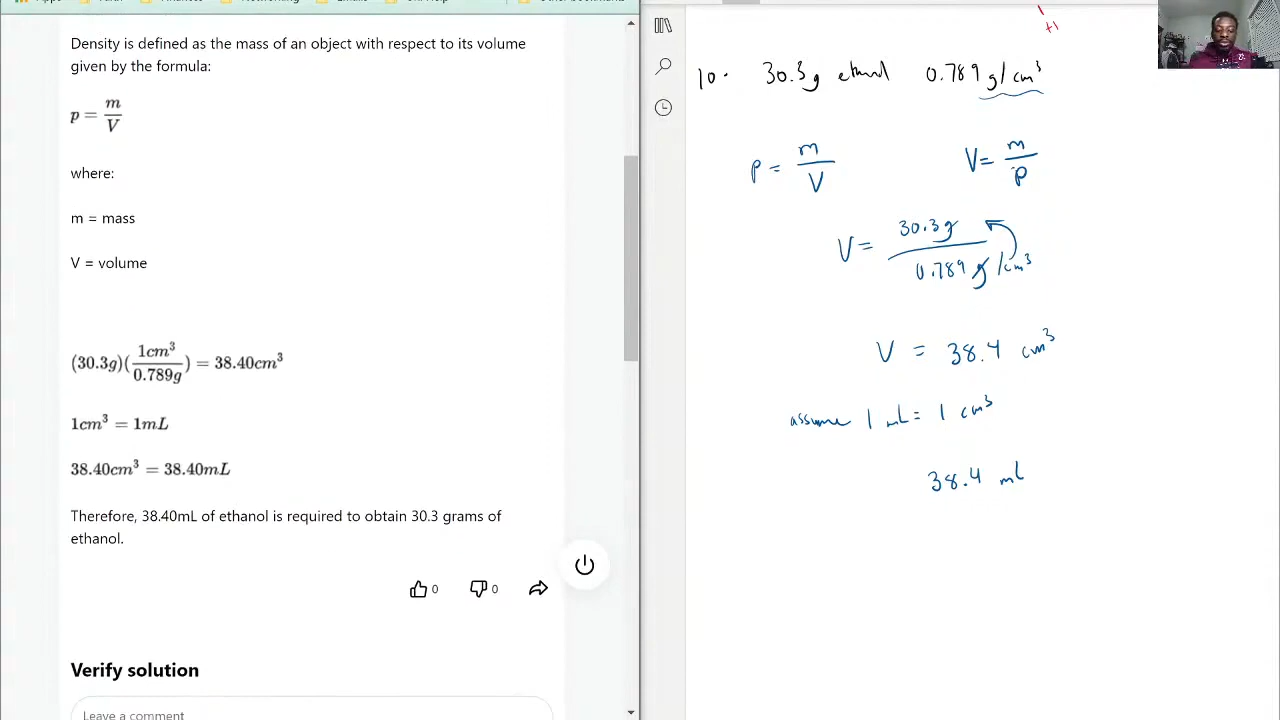 Density is defined as the mass of an object with respect to its volume
given by the formula:
p = m/V
where:
m = mass
V = volume
(30.3g)(1cm³/0.789g) = 38.40cm³
1cm³ = 1mL
38.40cm³ = 38.40mL
Therefore, 38.40mL of ethanol is required to obtain 30.3 grams of
ethanol.
0 0
Verify solution
Leave a comment
+1
10. 30.3g ethanol 0.789 g/cm³
p = m/V V = m/p
V = 30.3g / 0.789 g/cm³
V = 38.4 cm³
assume 1 mL = 1 cm³
38.4 mL